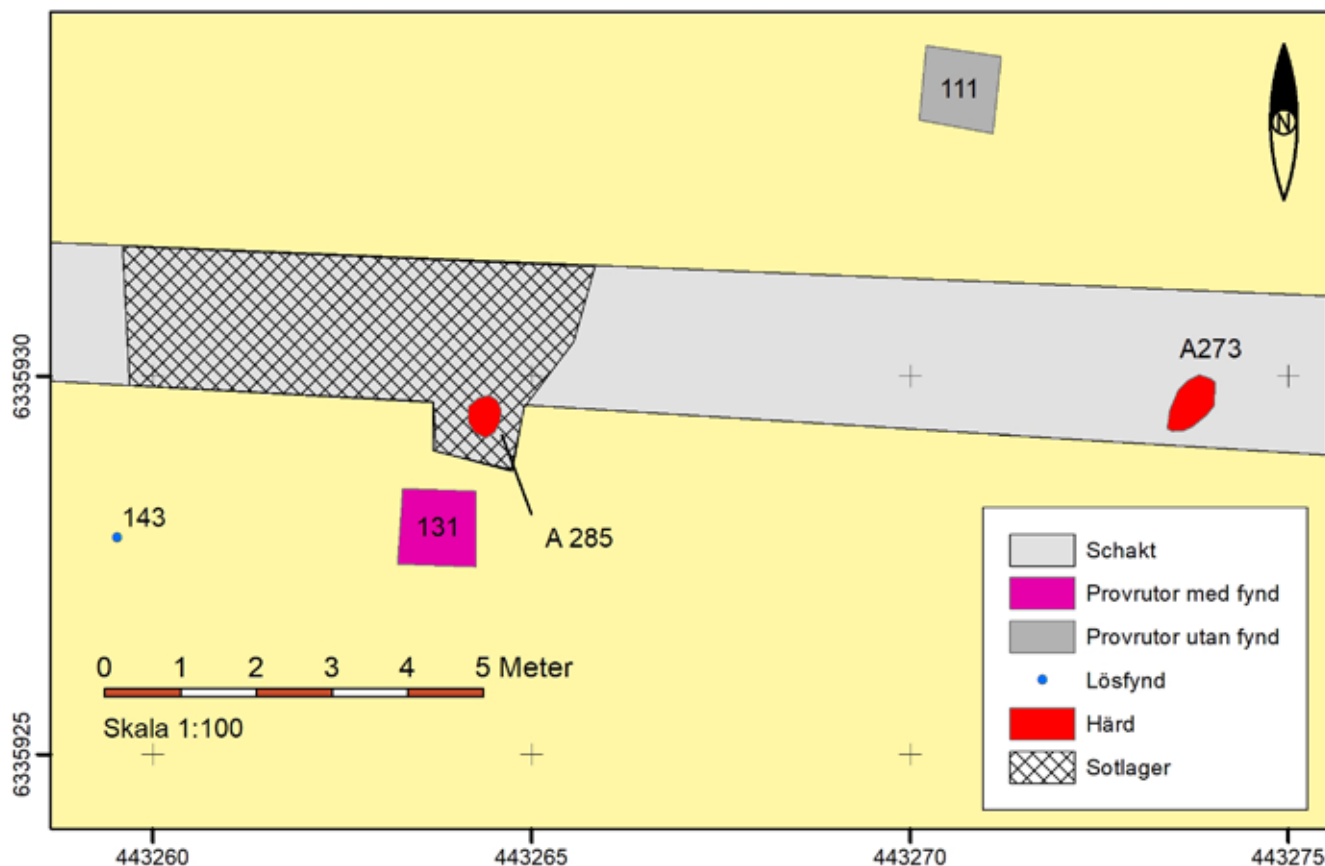 111
N
6335930
A273
143
131
A 285
Schakt
Provrutor med fynd
Provrutor utan fynd
Lösfynd
Härd
Sotlager
0 1 2 3 4 5 Meter
Skala 1:100
6335925
443260 443265 443270 443275